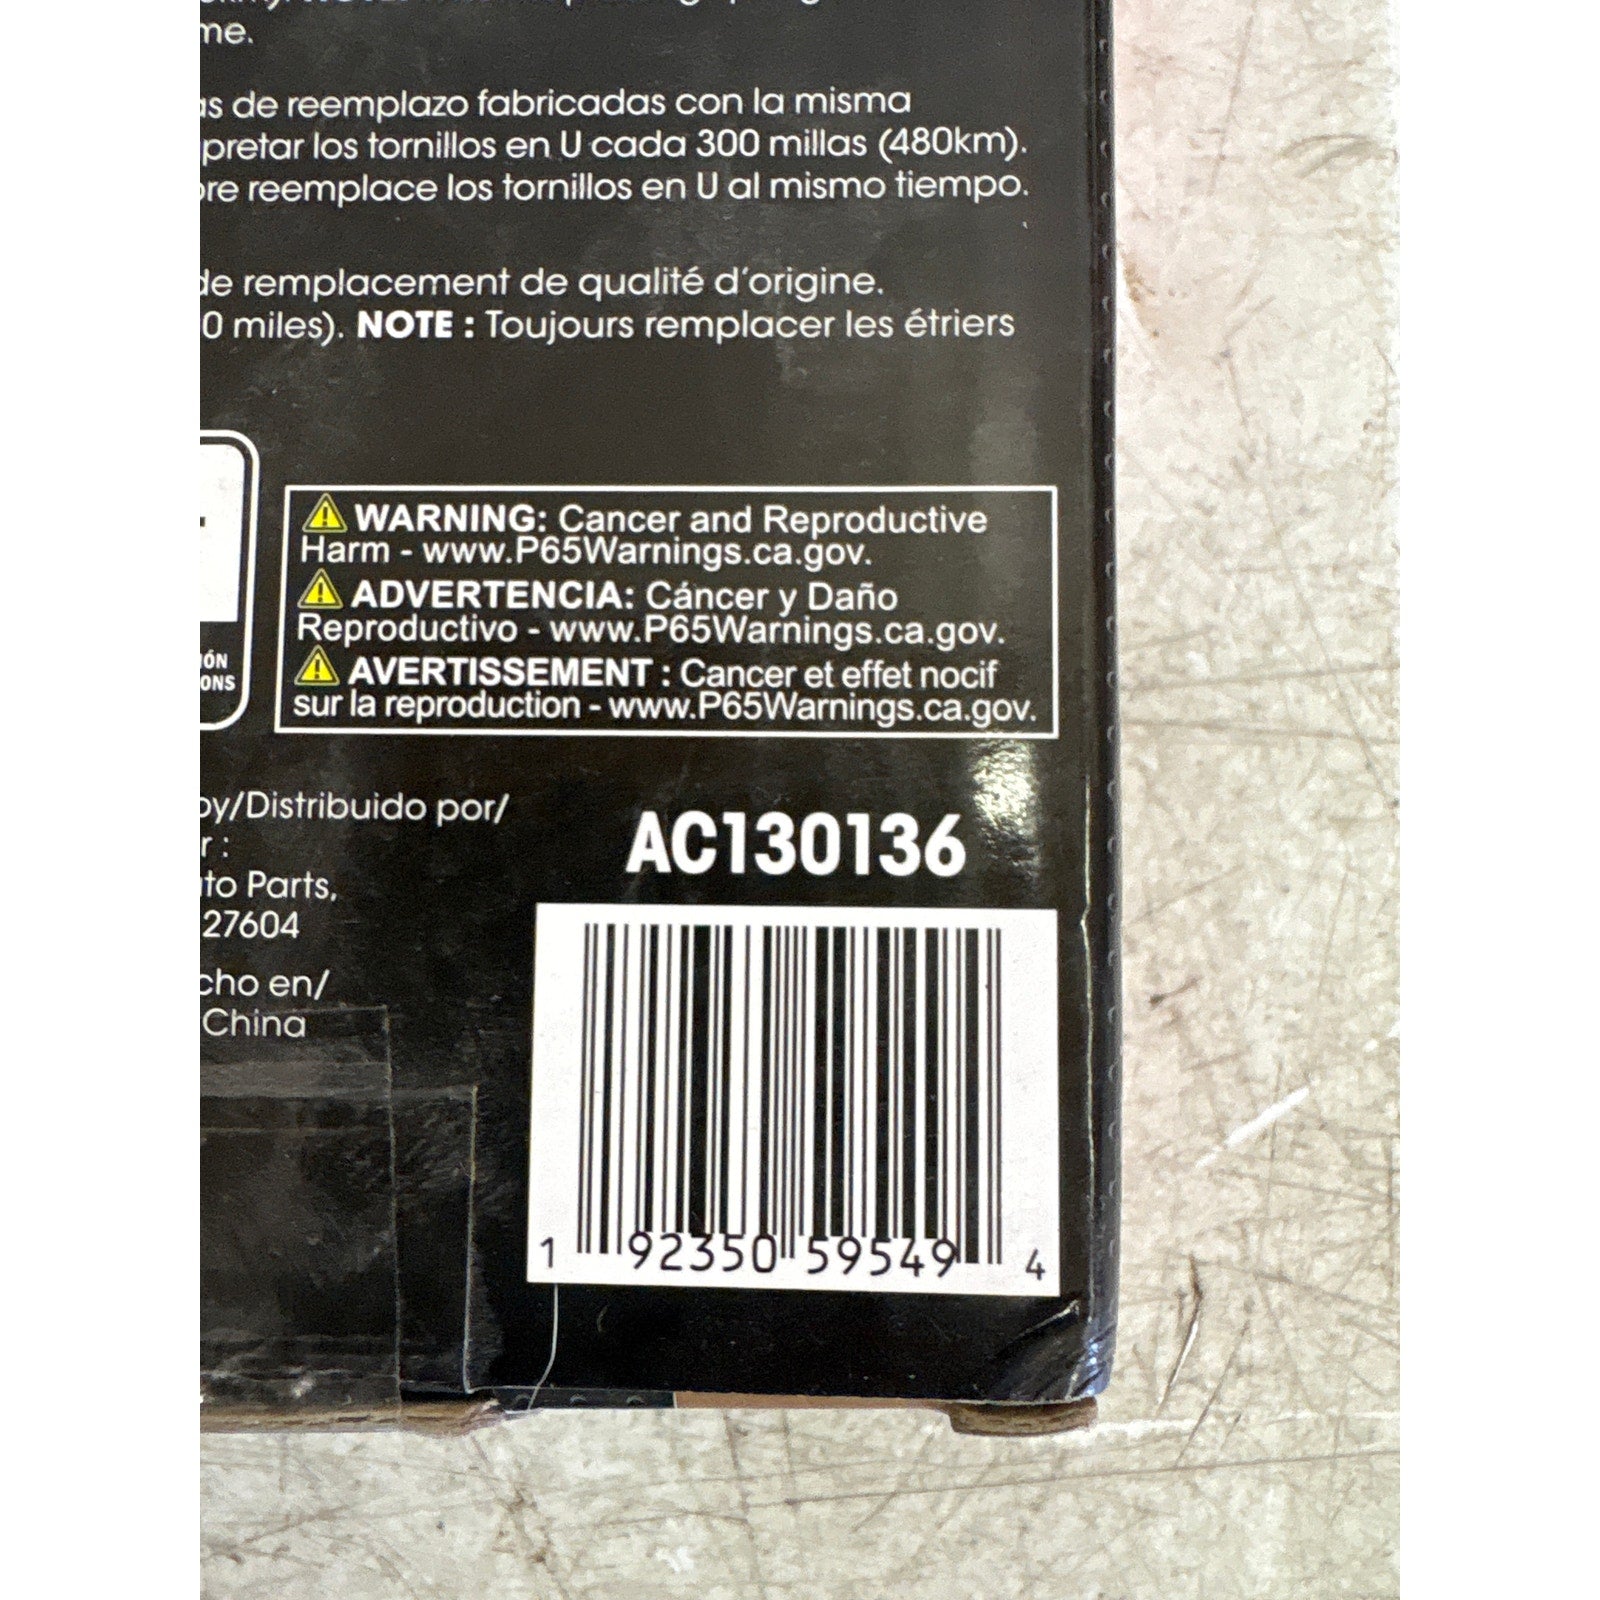 me.
as de reemplazo fabricadas con la misma
pretar los tornillos en U cada 300 millas (480km).
re reemplace los tornillos en U al mismo tiempo.
de remplacement de qualité d'origine.
0 miles). NOTE : Toujours remplacer les étriers
WARNING: Cancer and Reproductive
Harm - www.P65Warnings.ca.gov.
ADVERTENCIA: Cáncer y Daño
Reproductivo - www.P65Warnings.ca.gov.
AVERTISSEMENT : Cancer et effet nocif
sur la reproduction - www.P65Warnings.ca.gov.
IÓN
ONS
by/Distribuido por/
r :
to Parts,
27604
cho en/
China
AC130136
1 92350 59549 4